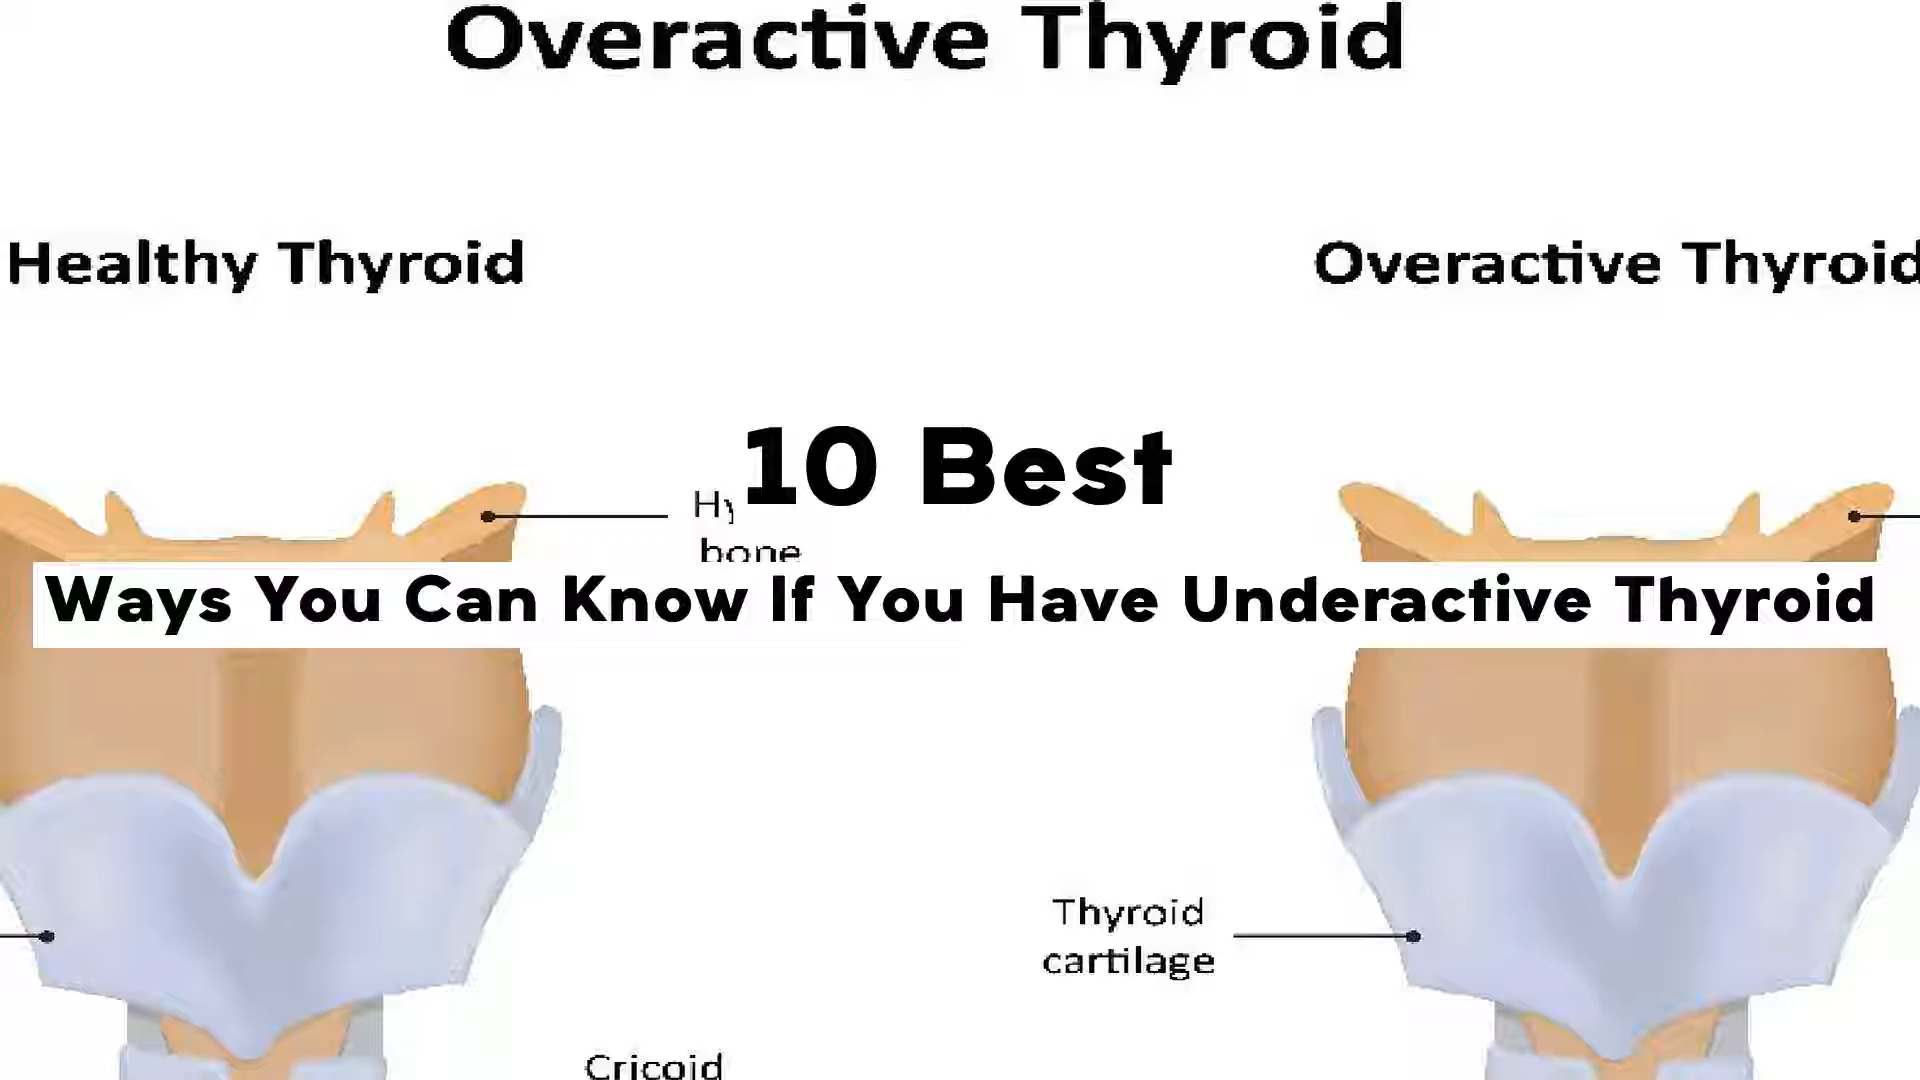 Overactive Thyroid
Healthy Thyroid
Overactive Thyroid
10 Best
bone
Ways You Can Know If You Have Underactive Thyroid
Thyroid
cartilage
Cricoid